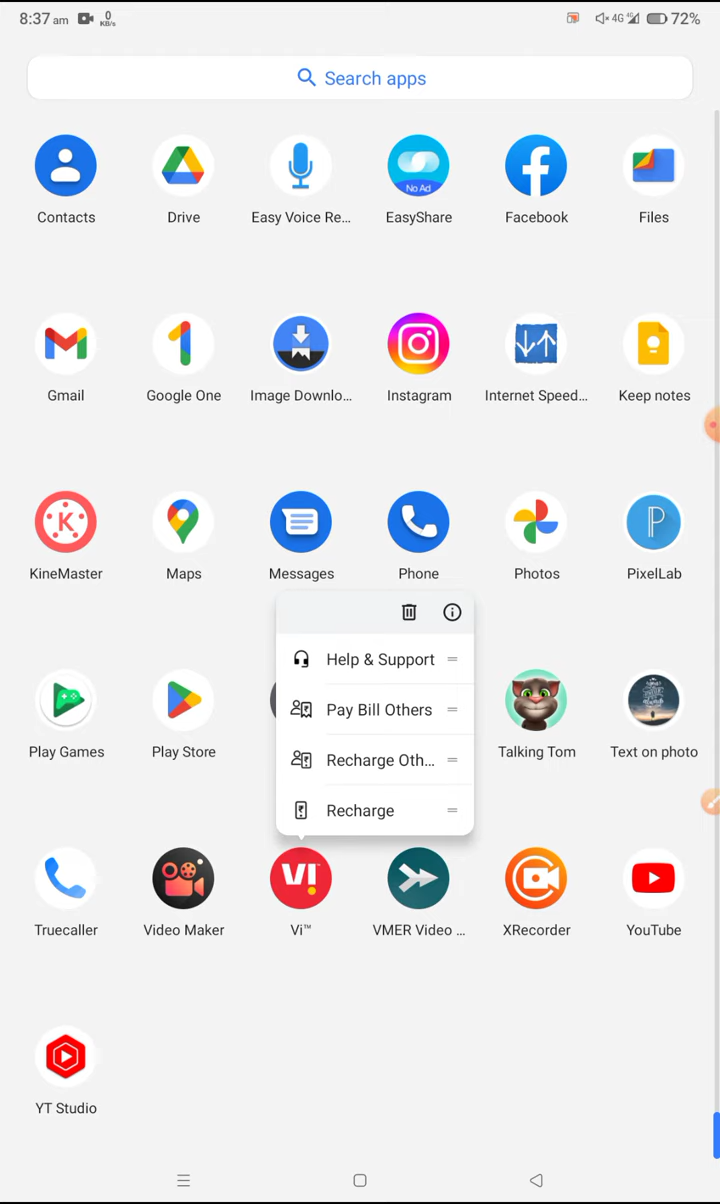 8:37 am 0 KB/s 4G 4G 72%
Search apps
Contacts Drive Easy Voice Re... EasyShare Facebook Files
No Ad
Gmail Google One Image Downlo... Instagram Internet Speed... Keep notes
KineMaster Maps Messages Phone Photos PixelLab
Help & Support
Pay Bill Others
Recharge Oth...
Recharge
Play Games Play Store Talking Tom Text on photo
Truecaller Video Maker Vi™ VMER Video ... XRecorder YouTube
YT Studio